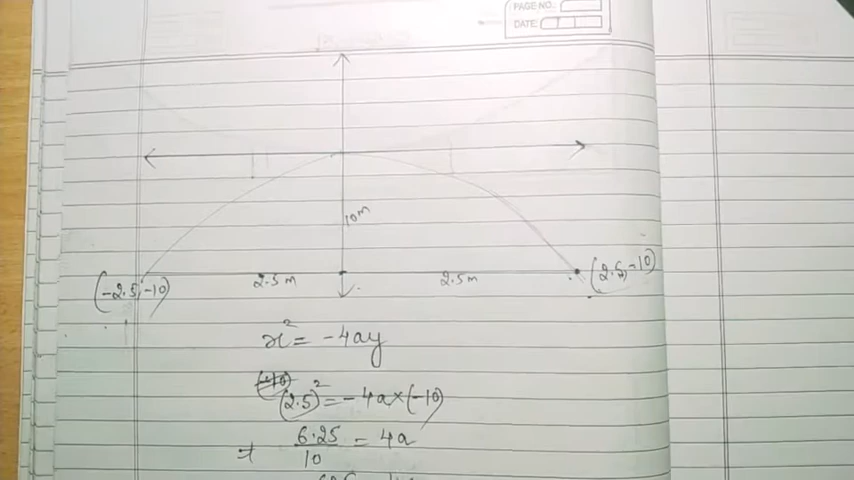 PAGE NO.
DATE:
10m
(-2.5, -10)
2.5m
2.5m
(2.5, -10)
x² = -4ay
(2.5)² = -4a×(-10)
⇒ 6.25/10 = 4a